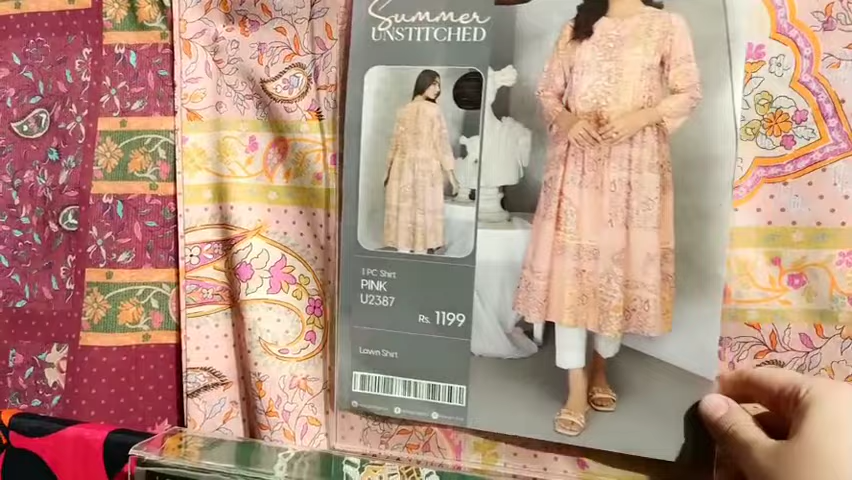 Summer
UNSTITCHED
1 PC SHIRT
PINK
U2387
Rs. 1199
Lawn Shirt